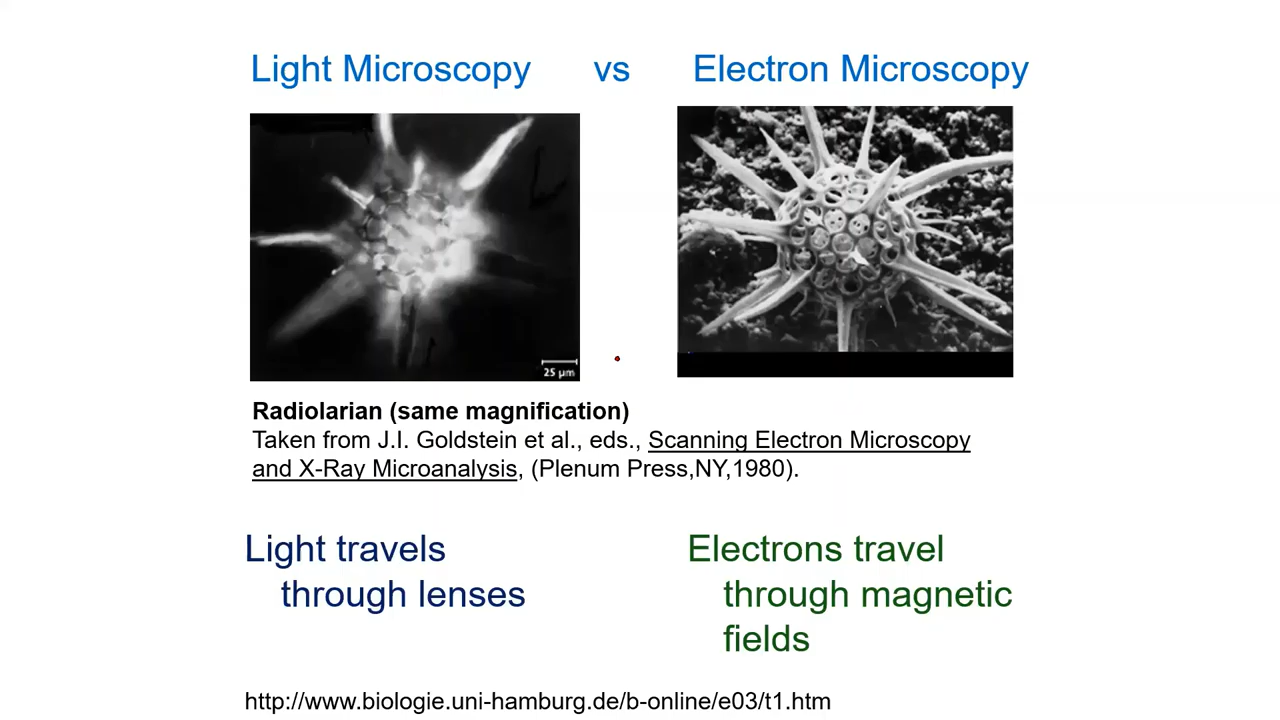 Light Microscopy vs Electron Microscopy
25 µm
Radiolarian (same magnification)
Taken from J.I. Goldstein et al., eds., Scanning Electron Microscopy
and X-Ray Microanalysis, (Plenum Press,NY,1980).
Light travels
through lenses
Electrons travel
through magnetic
fields
http://www.biologie.uni-hamburg.de/b-online/e03/t1.htm